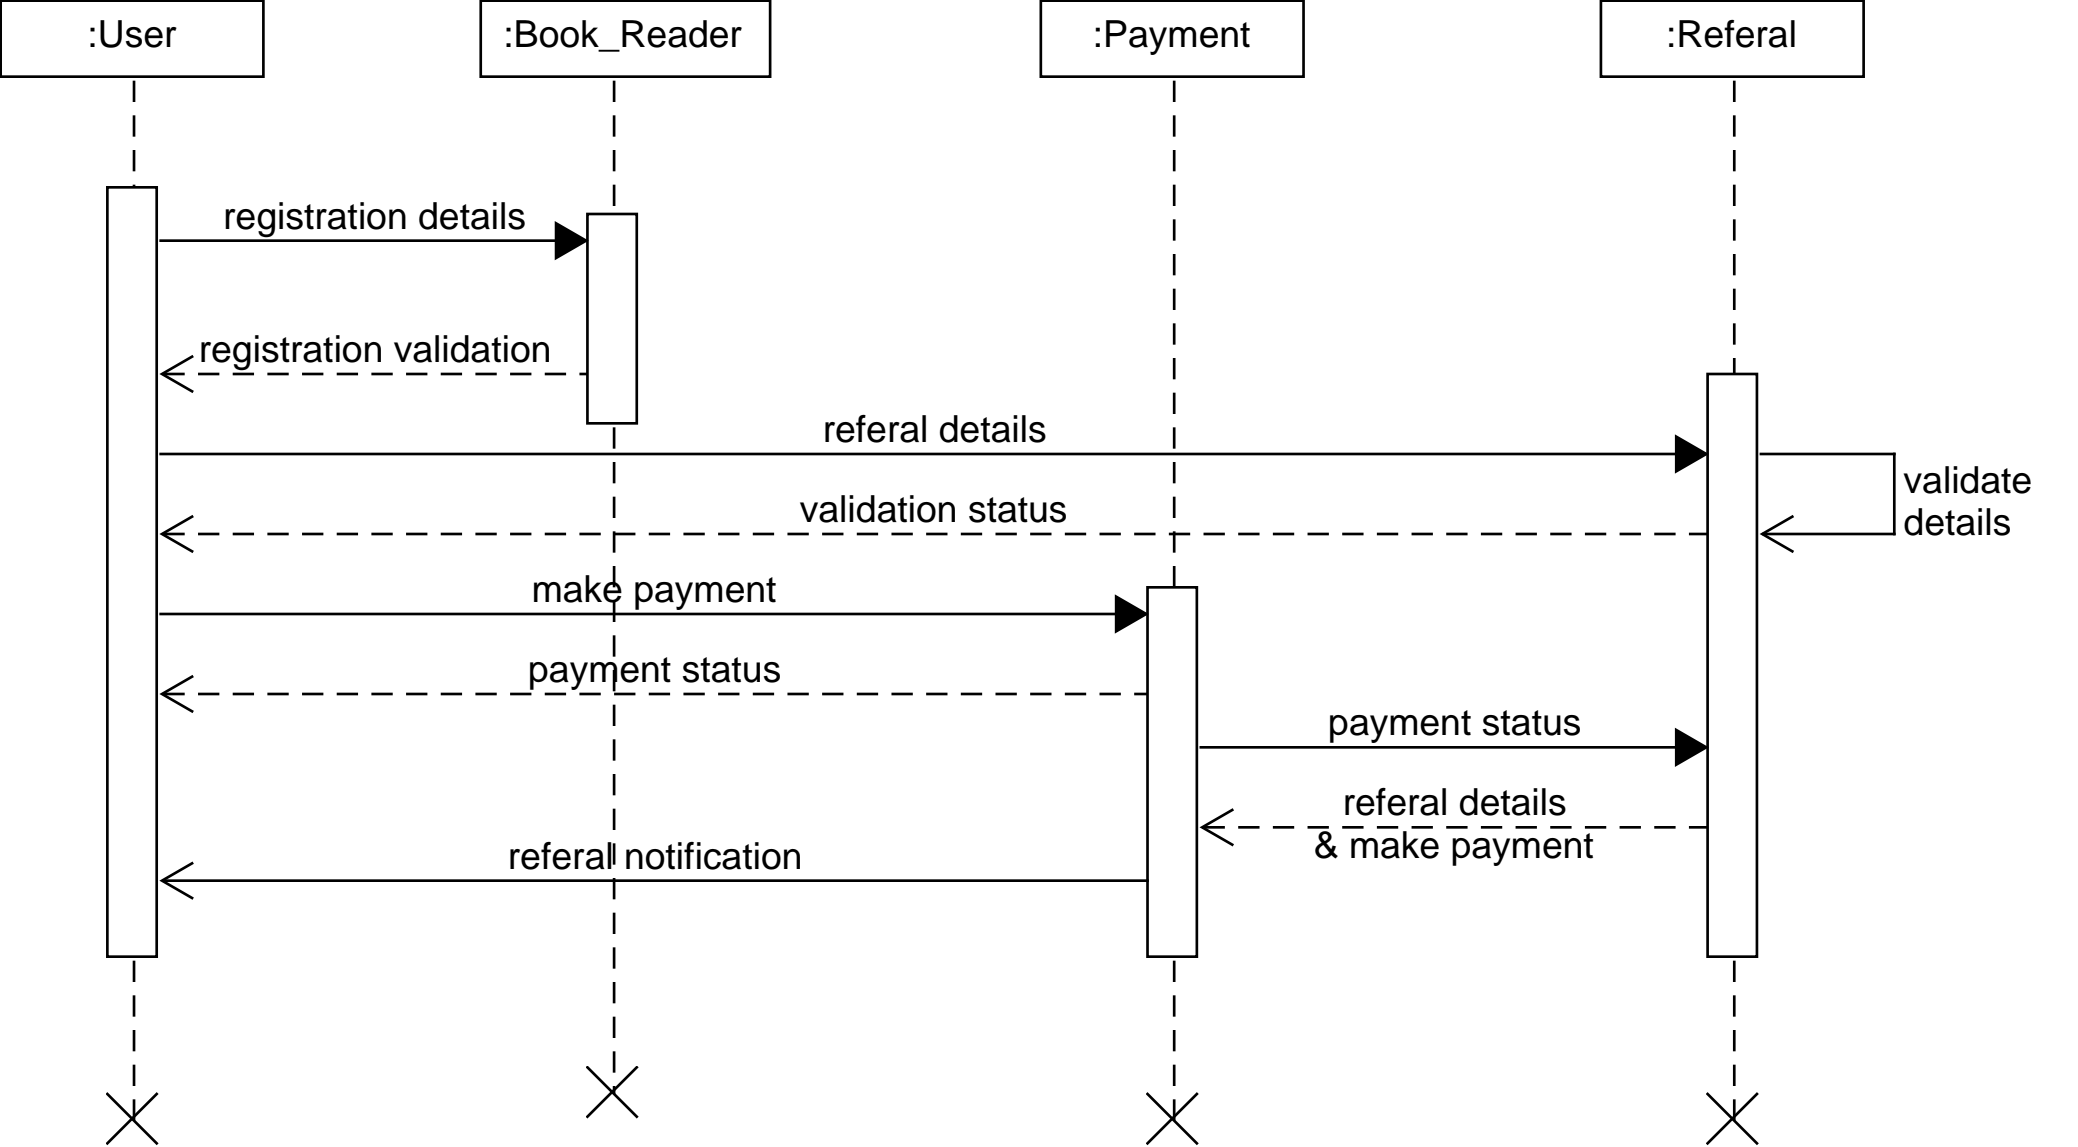 :User
:Book_Reader
:Payment
:Referal
registration details
registration validation
referal details
validate
details
validation status
make payment
payment status
payment status
referal details
& make payment
referal notification